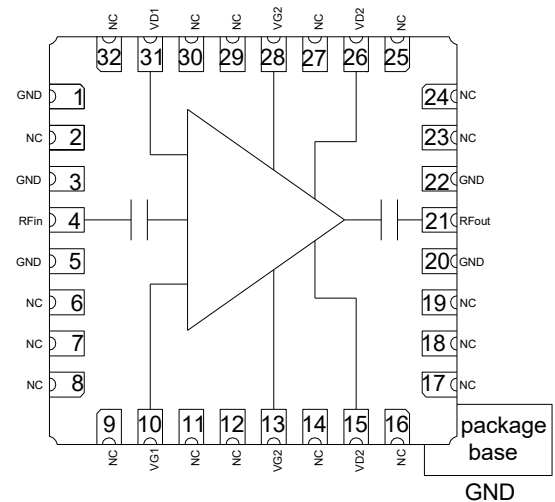 NC VD1 NC NC VG2 NC VD2 NC
32 31 30 29 28 27 26 25
GND 1
NC 2
GND 3
RFin 4
GND 5
NC 6
NC 7
NC 8
24 NC
23 NC
22 GND
21 RFout
20 GND
19 NC
18 NC
17 NC
9 10 11 12 13 14 15 16
NC VG1 NC NC VG2 NC VD2 NC
package
base
GND